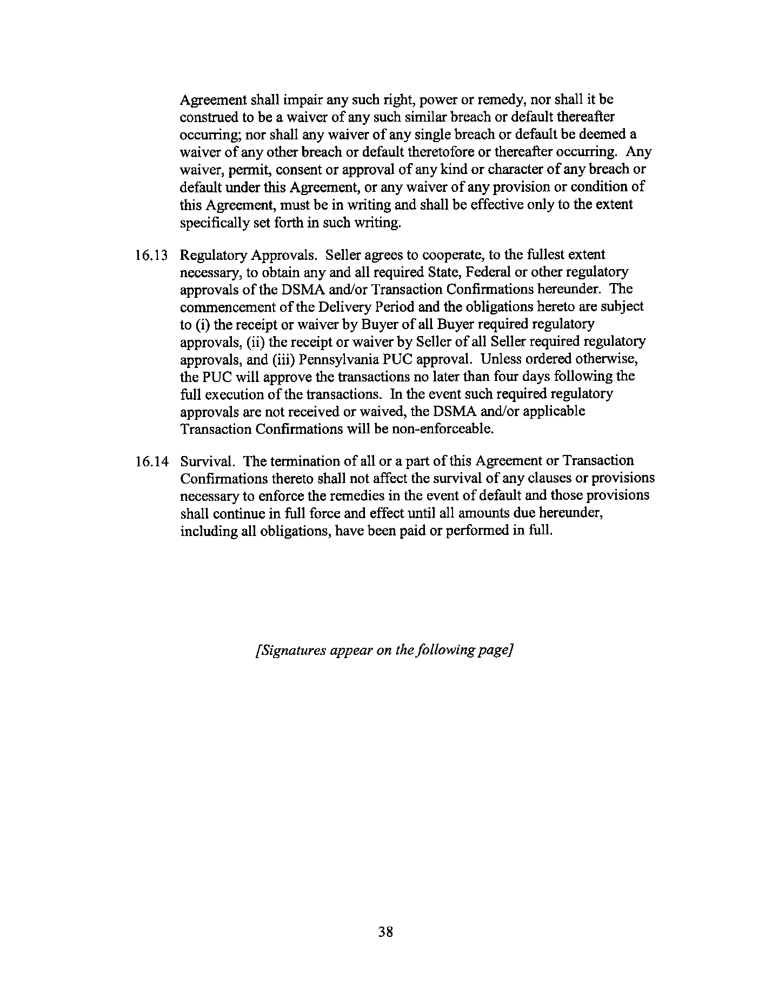 Agreement shall impair any such right, power or remedy, nor shall it be
construed to be a waiver of any such similar breach or default thereafter
occurring; nor shall any waiver of any single breach or default be deemed a
waiver of any other breach or default theretofore or thereafter occurring. Any
waiver, permit, consent or approval of any kind or character of any breach or
default under this Agreement, or any waiver of any provision or condition of
this Agreement, must be in writing and shall be effective only to the extent
specifically set forth in such writing.
16.13 Regulatory Approvals. Seller agrees to cooperate, to the fullest extent
necessary, to obtain any and all required State, Federal or other regulatory
approvals of the DSMA and/or Transaction Confirmations hereunder. The
commencement of the Delivery Period and the obligations hereto are subject
to (i) the receipt or waiver by Buyer of all Buyer required regulatory
approvals, (ii) the receipt or waiver by Seller of all Seller required regulatory
approvals, and (iii) Pennsylvania PUC approval. Unless ordered otherwise,
the PUC will approve the transactions no later than four days following the
full execution of the transactions. In the event such required regulatory
approvals are not received or waived, the DSMA and/or applicable
Transaction Confirmations will be non-enforceable.
16.14 Survival. The termination of all or a part of this Agreement or Transaction
Confirmations thereto shall not affect the survival of any clauses or provisions
necessary to enforce the remedies in the event of default and those provisions
shall continue in full force and effect until all amounts due hereunder,
including all obligations, have been paid or performed in full.
[Signatures appear on the following page]
38